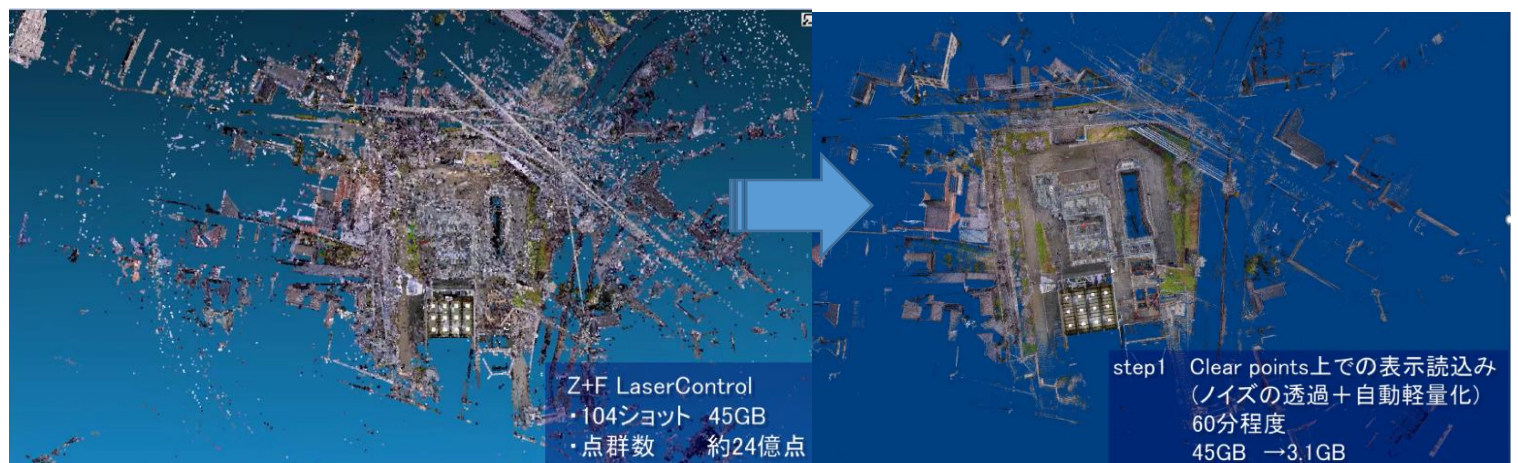 Z+F LaserControl
・104ショット 45GB
・点群数 約24億点
step1 Clear points上での表示読込み
(ノイズの透過＋自動軽量化)
60分程度
45GB →3.1GB